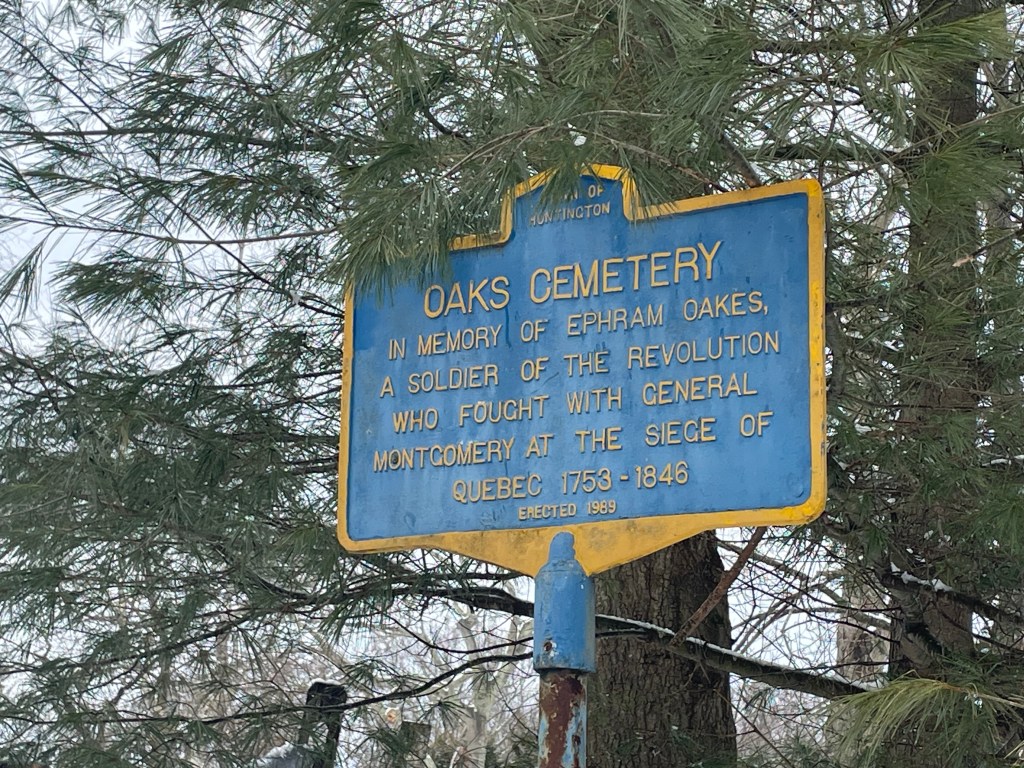 OF
HUNTINGTON
OAKS CEMETERY
IN MEMORY OF EPHRAM OAKES,
A SOLDIER OF THE REVOLUTION
WHO FOUGHT WITH GENERAL
MONTGOMERY AT THE SIEGE OF
QUEBEC 1753-1846
ERECTED 1989